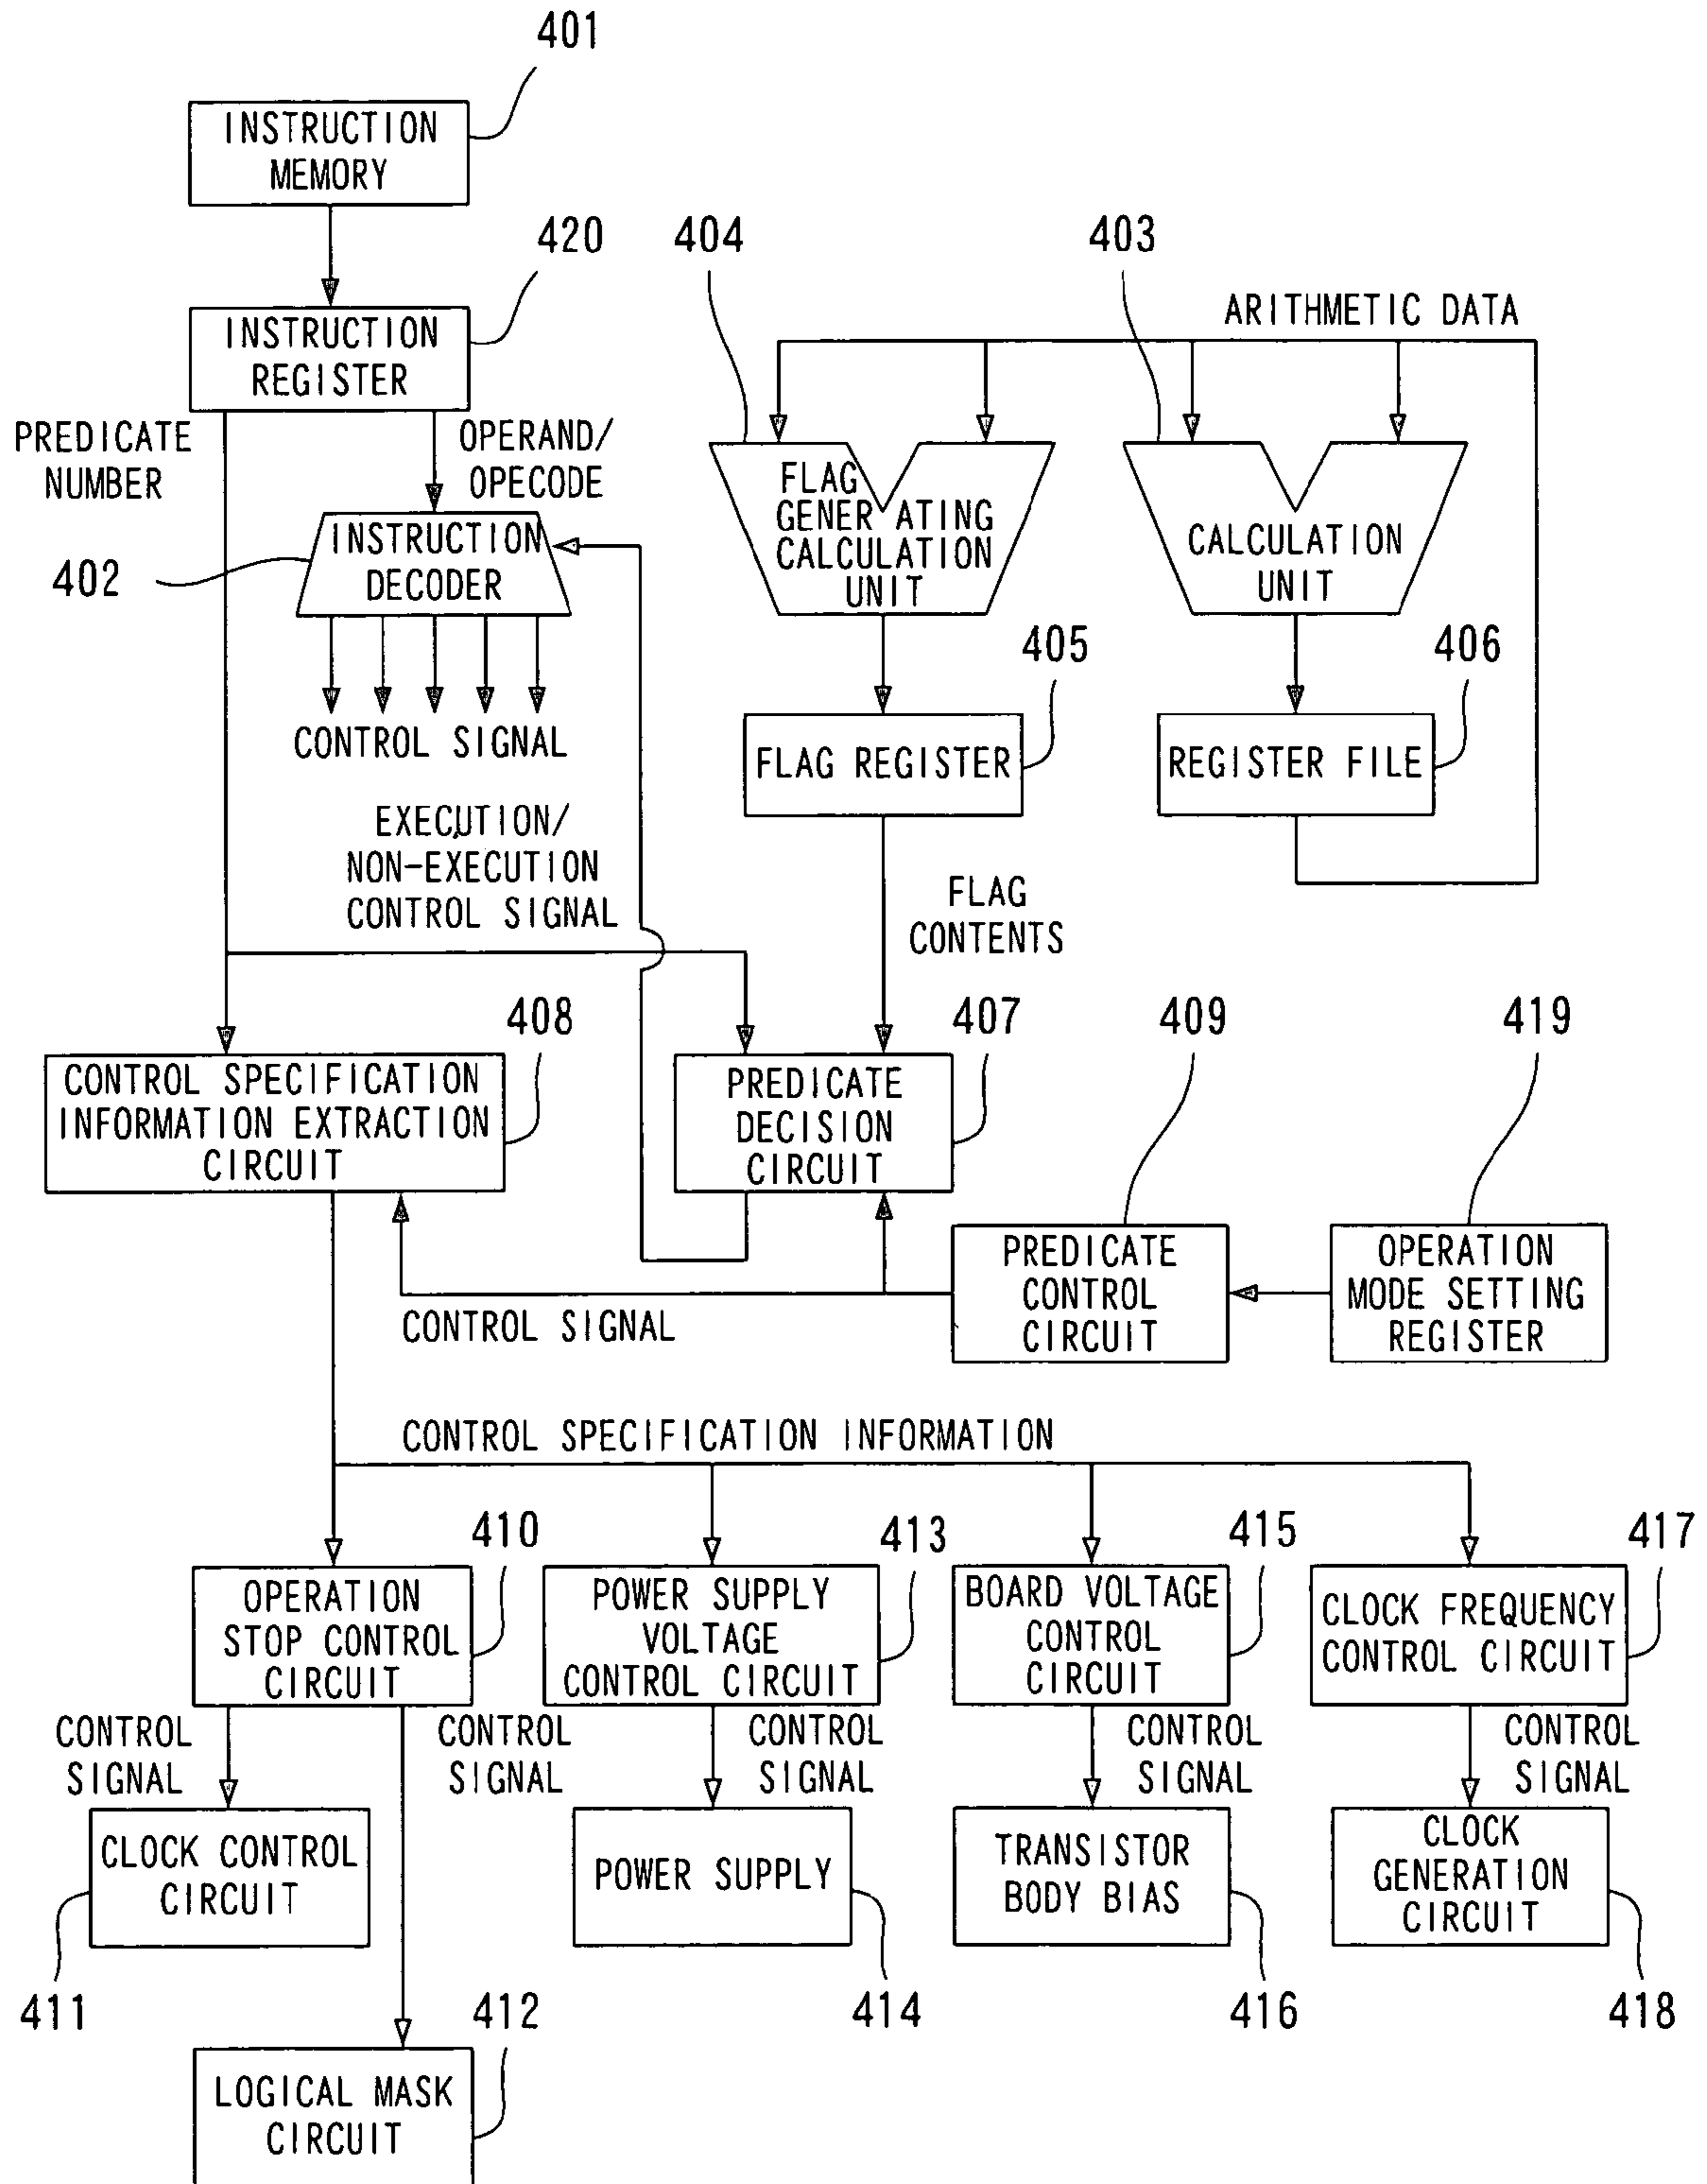 401
INSTRUCTION
MEMORY
420
404
403
INSTRUCTION
REGISTER
ARITHMETIC DATA
PREDICATE
NUMBER
OPERAND/
OPECODE
INSTRUCTION
DECODER
402
FLAG
GENERATING
CALCULATION
UNIT
CALCULATION
UNIT
405
406
CONTROL SIGNAL
FLAG REGISTER
REGISTER FILE
EXECUTION/
NON-EXECUTION
CONTROL SIGNAL
FLAG
CONTENTS
408
407
409
419
CONTROL SPECIFICATION
INFORMATION EXTRACTION
CIRCUIT
PREDICATE
DECISION
CIRCUIT
PREDICATE
CONTROL
CIRCUIT
OPERATION
MODE SETTING
REGISTER
CONTROL SIGNAL
CONTROL SPECIFICATION INFORMATION
410
413
415
417
OPERATION
STOP CONTROL
CIRCUIT
POWER SUPPLY
VOLTAGE
CONTROL CIRCUIT
BOARD VOLTAGE
CONTROL
CIRCUIT
CLOCK FREQUENCY
CONTROL CIRCUIT
CONTROL
SIGNAL
CONTROL
SIGNAL
CONTROL
SIGNAL
CONTROL
SIGNAL
CONTROL
SIGNAL
CLOCK CONTROL
CIRCUIT
POWER SUPPLY
TRANSISTOR
BODY BIAS
CLOCK
GENERATION
CIRCUIT
411
412
414
416
418
LOGICAL MASK
CIRCUIT